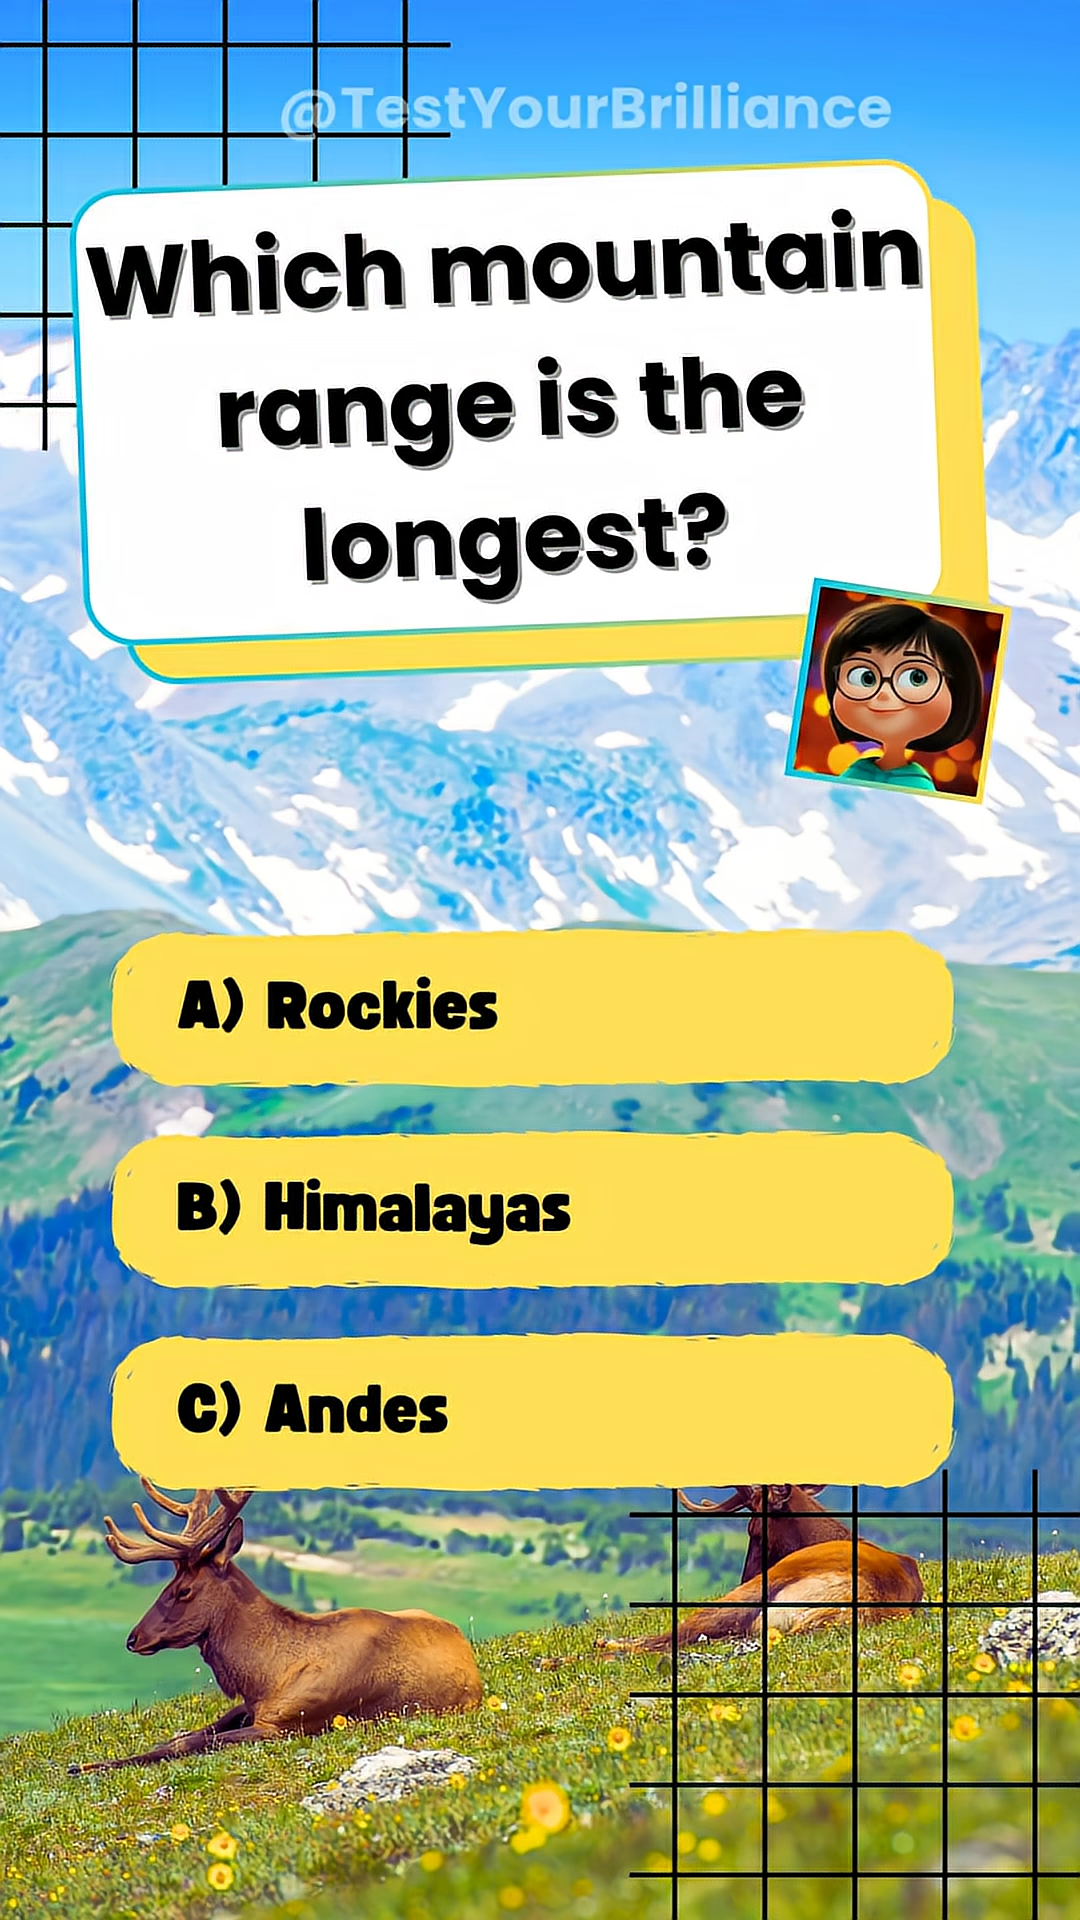 @TestYourBrilliance
Which mountain
range is the
longest?
A) Rockies
B) Himalayas
C) Andes